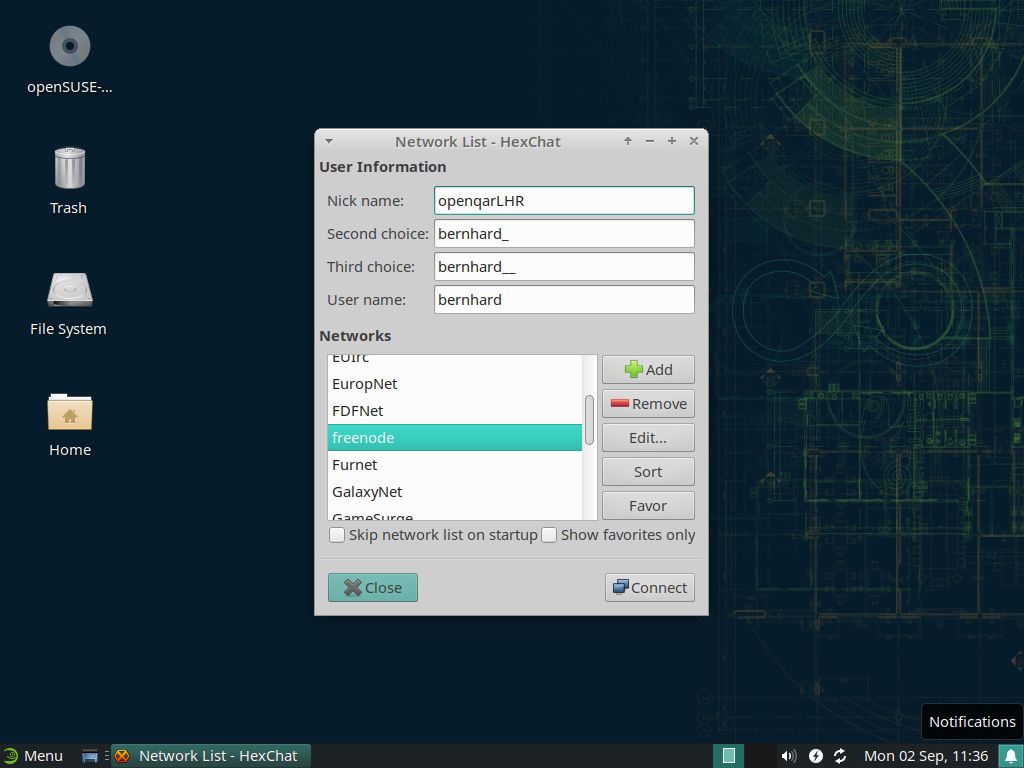 openSUSE-...
Trash
File System
Home
Network List - HexChat
User Information
Nick name: openqarLHR
Second choice: bernhard_
Third choice: bernhard__
User name: bernhard
Networks
EUIrc
EuropNet
FDFNet
freenode
Furnet
GalaxyNet
GameSurge
Add
Remove
Edit...
Sort
Favor
Skip network list on startup Show favorites only
Close Connect
Notifications
Menu Network List - HexChat Mon 02 Sep, 11:36